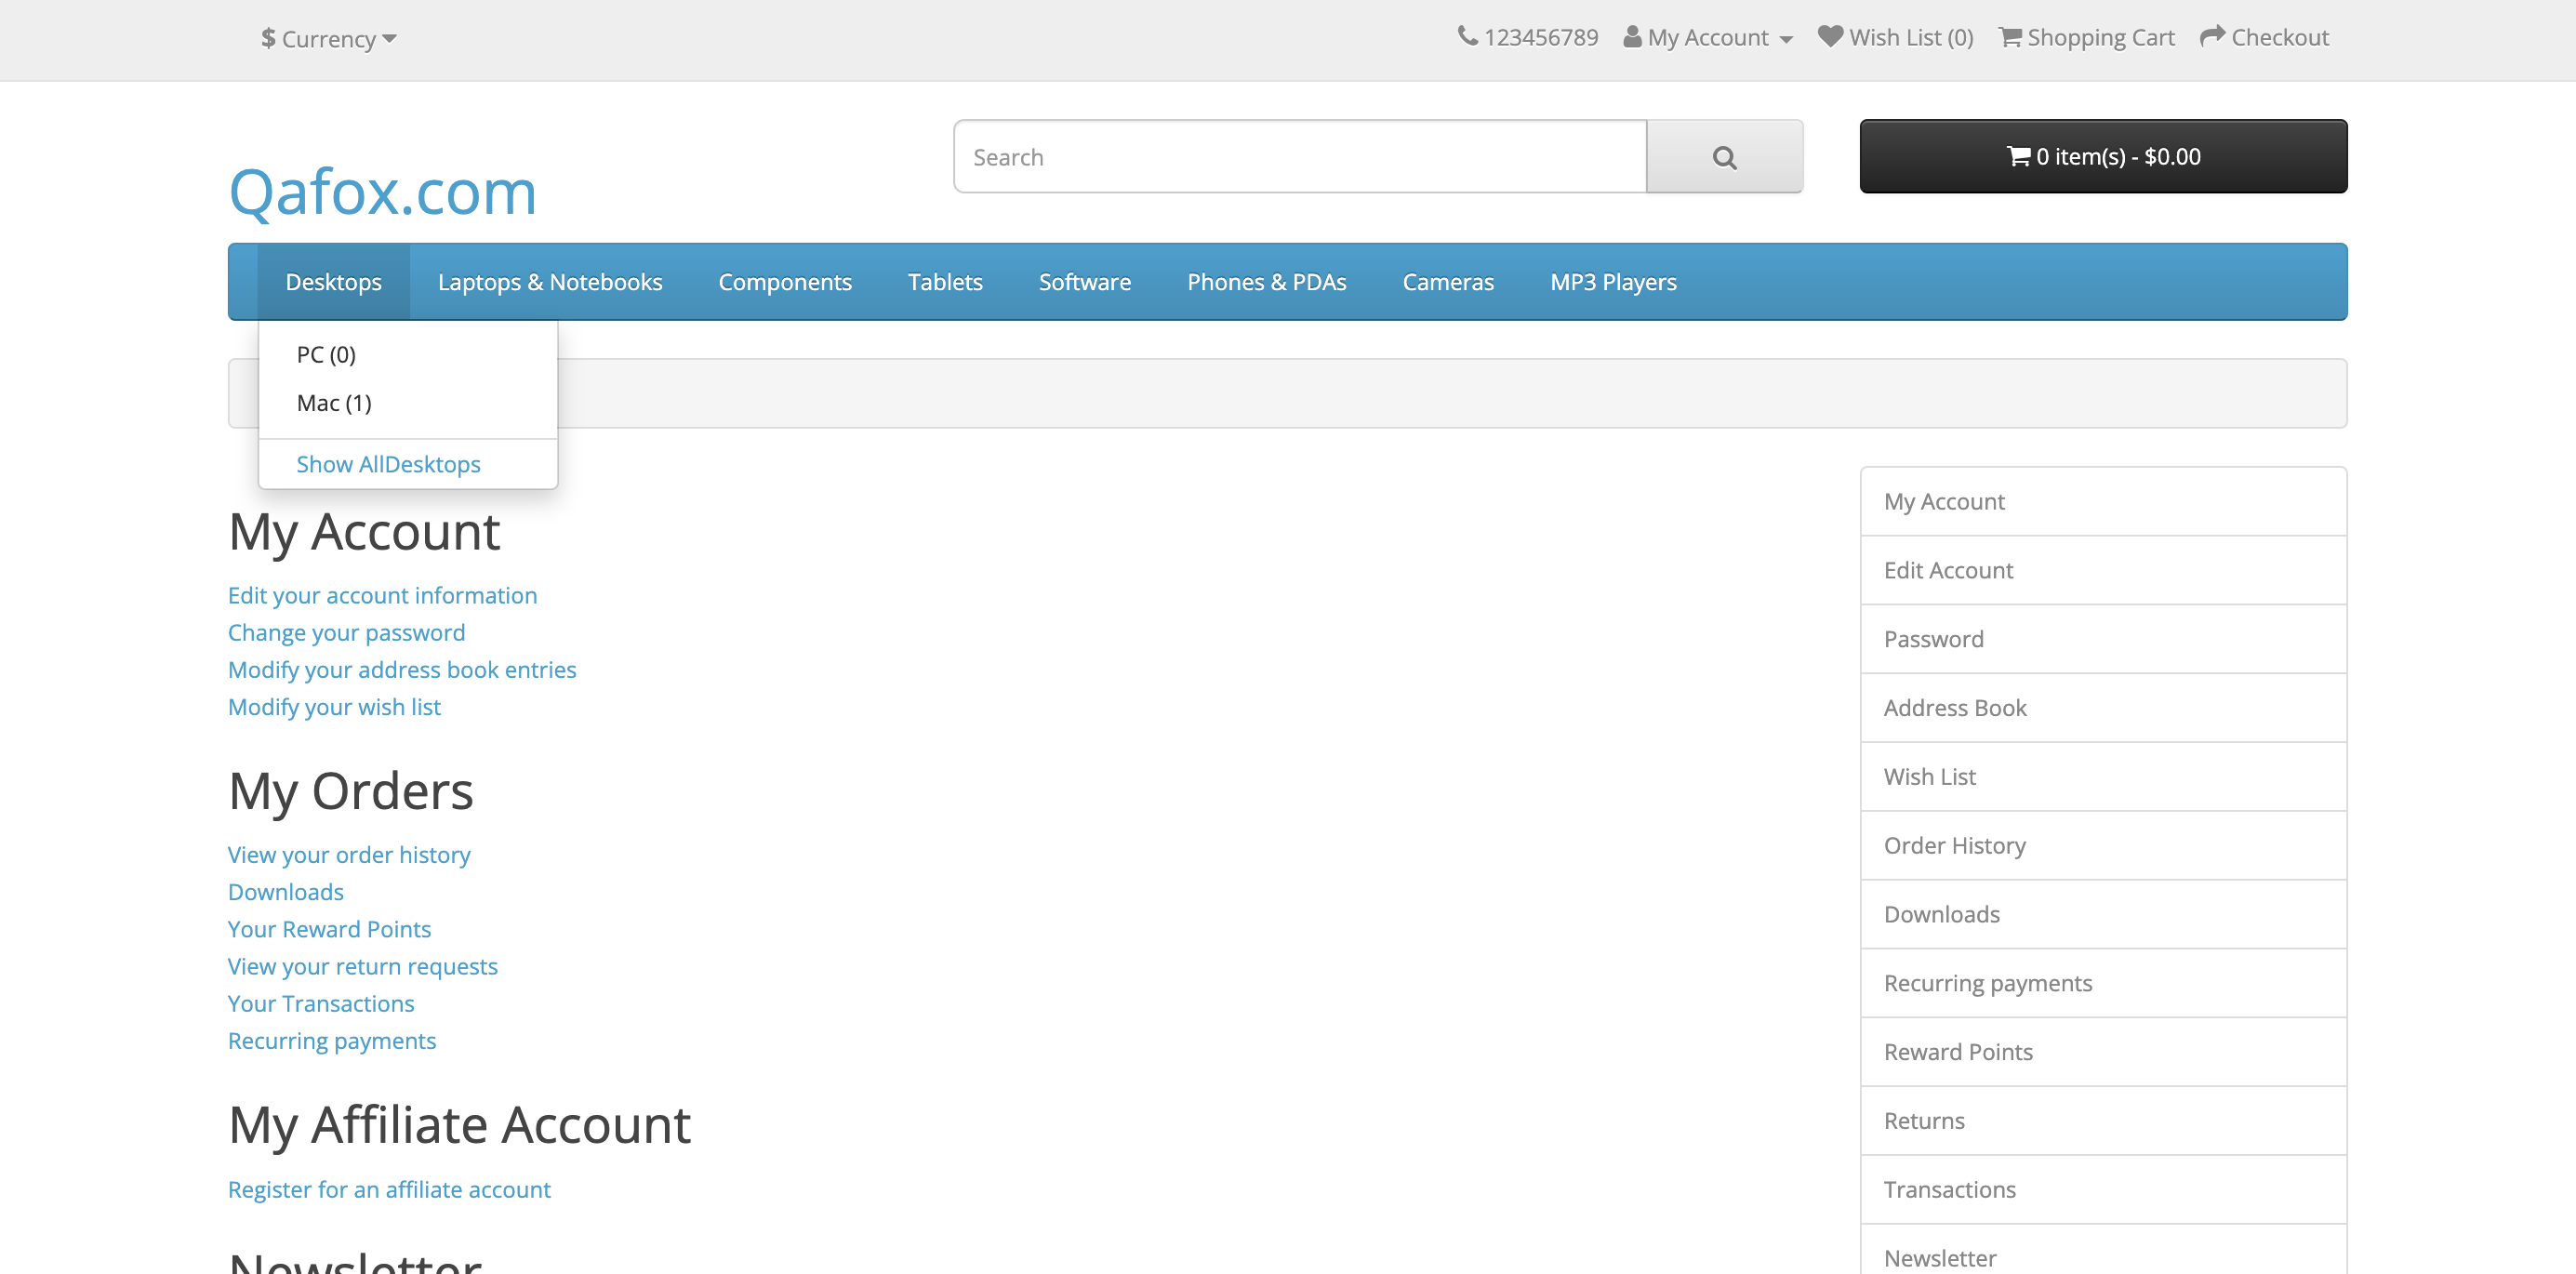 $ Currency
123456789 My Account Wish List (0) Shopping Cart Checkout
Search
0 item(s) - $0.00
Qafox.com
Desktops Laptops & Notebooks Components Tablets Software Phones & PDAs Cameras MP3 Players
PC (0)
Mac (1)
Show AllDesktops
My Account
Edit your account information
Change your password
Modify your address book entries
Modify your wish list
My Orders
View your order history
Downloads
Your Reward Points
View your return requests
Your Transactions
Recurring payments
My Affiliate Account
Register for an affiliate account
Newsletter
My Account
Edit Account
Password
Address Book
Wish List
Order History
Downloads
Recurring payments
Reward Points
Returns
Transactions
Newsletter